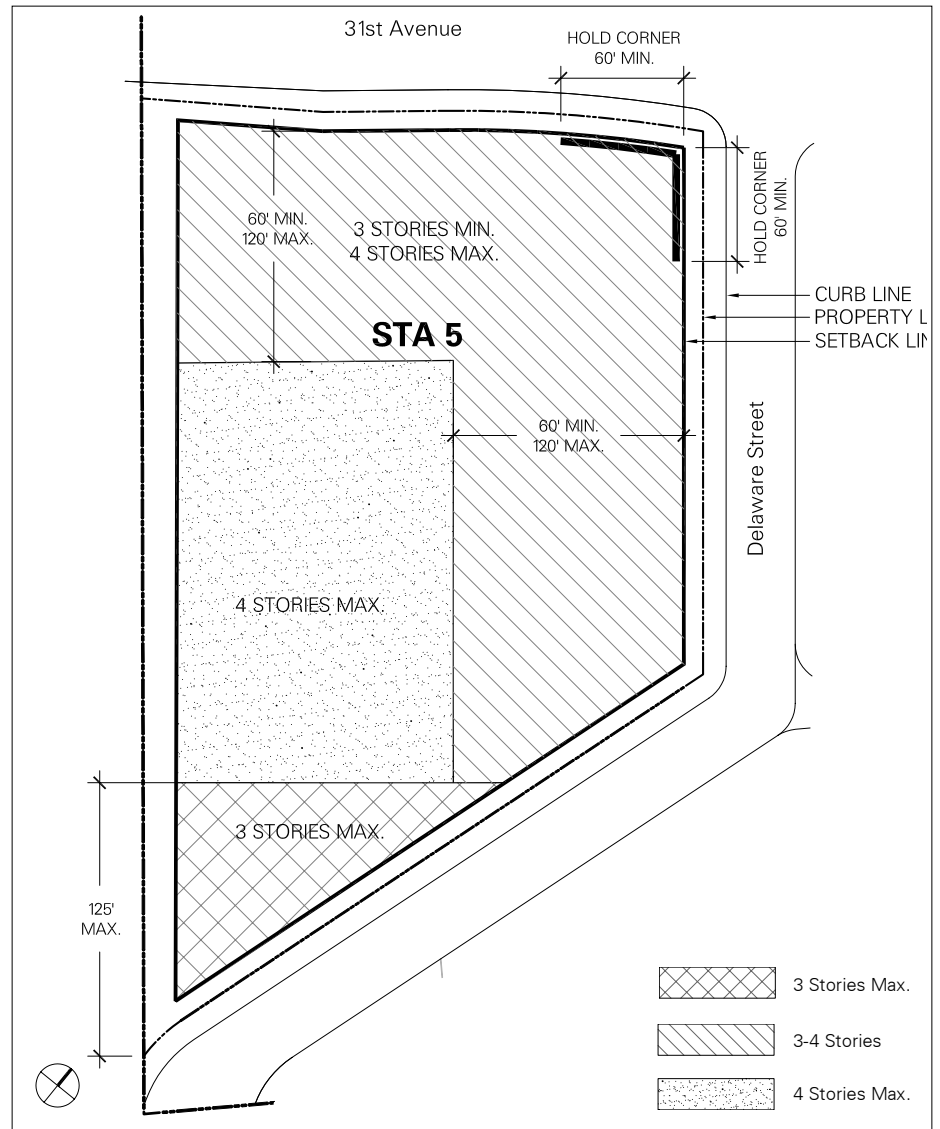 31st Avenue
HOLD CORNER
60' MIN.
HOLD CORNER
60' MIN.
60' MIN.
120' MAX.
3 STORIES MIN.
4 STORIES MAX.
CURB LINE
PROPERTY L
SETBACK LIN
STA 5
60' MIN.
120' MAX.
Delaware Street
4 STORIES MAX.
3 STORIES MAX.
125'
MAX.
3 Stories Max.
3-4 Stories
4 Stories Max.